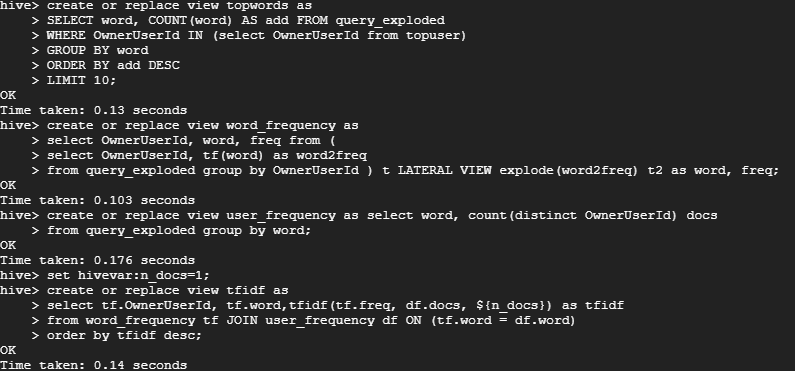 hive> create or replace view topwords as
    > SELECT word, COUNT(word) AS add FROM query_exploded
    > WHERE OwnerUserId IN (select OwnerUserId from topuser)
    > GROUP BY word
    > ORDER BY add DESC
    > LIMIT 10;
OK
Time taken: 0.13 seconds
hive> create or replace view word_frequency as
    > select OwnerUserId, word, freq from (
    > select OwnerUserId, tf(word) as word2freq
    > from query_exploded group by OwnerUserId ) t LATERAL VIEW explode(word2freq) t2 as word, freq;
OK
Time taken: 0.103 seconds
hive> create or replace view user_frequency as select word, count(distinct OwnerUserId) docs
    > from query_exploded group by word;
OK
Time taken: 0.176 seconds
hive> set hivevar:n_docs=1;
hive> create or replace view tfidf as
    > select tf.OwnerUserId, tf.word,tfidf(tf.freq, df.docs, ${n_docs}) as tfidf
    > from word_frequency tf JOIN user_frequency df ON (tf.word = df.word)
    > order by tfidf desc;
OK
Time taken: 0.14 seconds